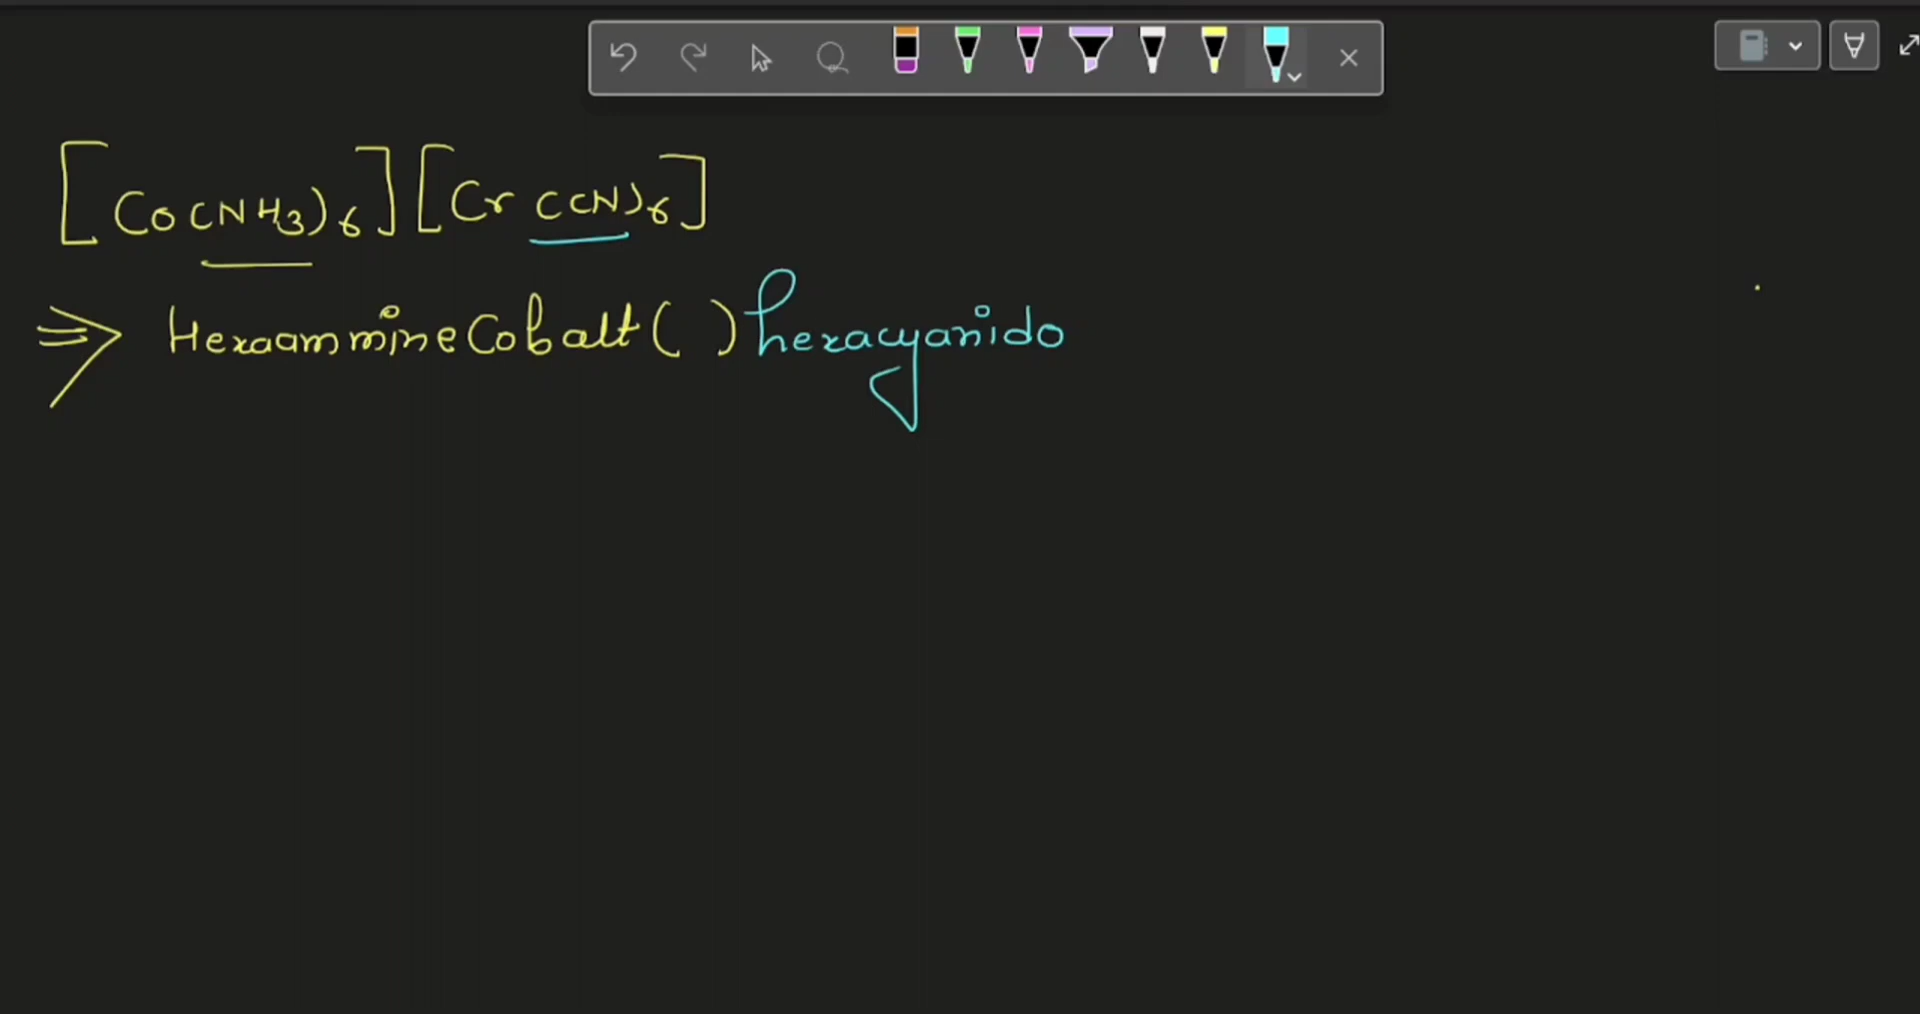 [Co(NH3)6][Cr(CN)6]
⇒ Hexaammine Cobalt( ) hexacyanido